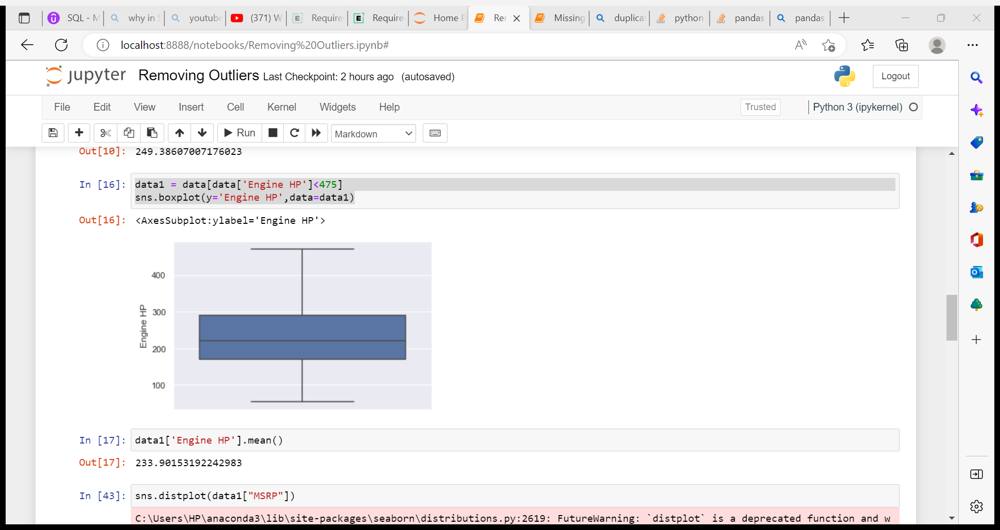 SQL - M
why in S
youtube
(371) W
Require
Require
Home P
Rer
Missing
duplicat
python
pandas
pandas
localhost:8888/notebooks/Removing%20Outliers.ipynb#
jupyter Removing Outliers Last Checkpoint: 2 hours ago (autosaved)
Logout
File Edit View Insert Cell Kernel Widgets Help
Trusted
Python 3 (ipykernel)
Run
Markdown
Out[10]: 249.38607007176023
In [16]: data1 = data[data['Engine HP']<475]
sns.boxplot(y='Engine HP',data=data1)
Out[16]: <AxesSubplot:ylabel='Engine HP'>
400
300
200
100
Engine HP
In [17]: data1['Engine HP'].mean()
Out[17]: 233.90153192242983
In [43]: sns.distplot(data1["MSRP"])
C:\Users\HP\anaconda3\lib\site-packages\seaborn\distributions.py:2619: FutureWarning: `distplot` is a deprecated function and w